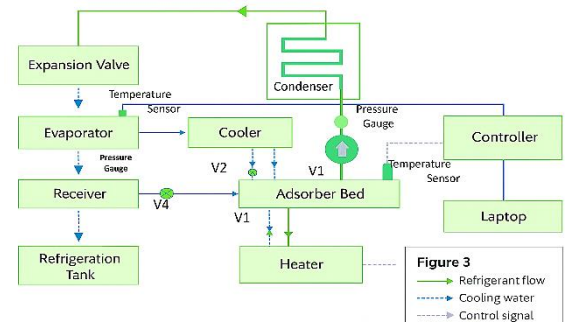 Expansion Valve
Condenser
Temperature
Sensor
Pressure
Gauge
Evaporator
Cooler
Controller
Pressure
Gauge
V2
V1
Temperature
Sensor
Receiver
V4
Adsorber Bed
V1
Laptop
Refrigeration
Tank
Heater
Figure 3
Refrigerant flow
Cooling water
Control signal